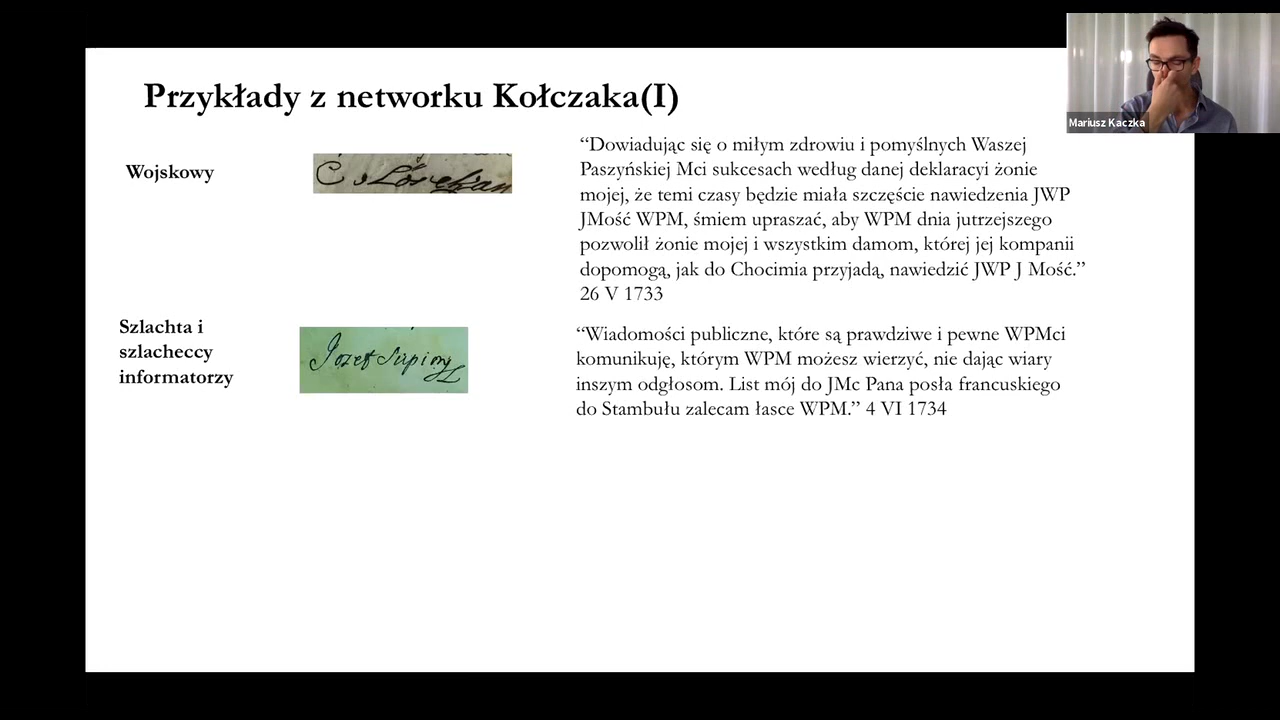 Przykłady z networku Kołczaka(I)
Mariusz Kaczka
Wojskowy
“Dowiadując się o miłym zdrowiu i pomyślnych Waszej
Paszyńskiej Mci sukcesach według danej deklaracyi żonie
mojej, że temi czasy będzie miała szczęście nawiedzenia JWP
JMość WPM, śmiem upraszać, aby WPM dnia jutrzejszego
pozwolił żonie mojej i wszystkim damom, której jej kompanii
dopomogą, jak do Chocimia przyjadą, nawiedzić JWP J Mość.”
26 V 1733
Szlachta i
szlacheccy
informatorzy
Jozef
“Wiadomości publiczne, które są prawdziwe i pewne WPMci
komunikuję, którym WPM możesz wierzyć, nie dając wiary
inszym odgłosom. List mój do JMc Pana posła francuskiego
do Stambułu zalecam łasce WPM.” 4 VI 1734